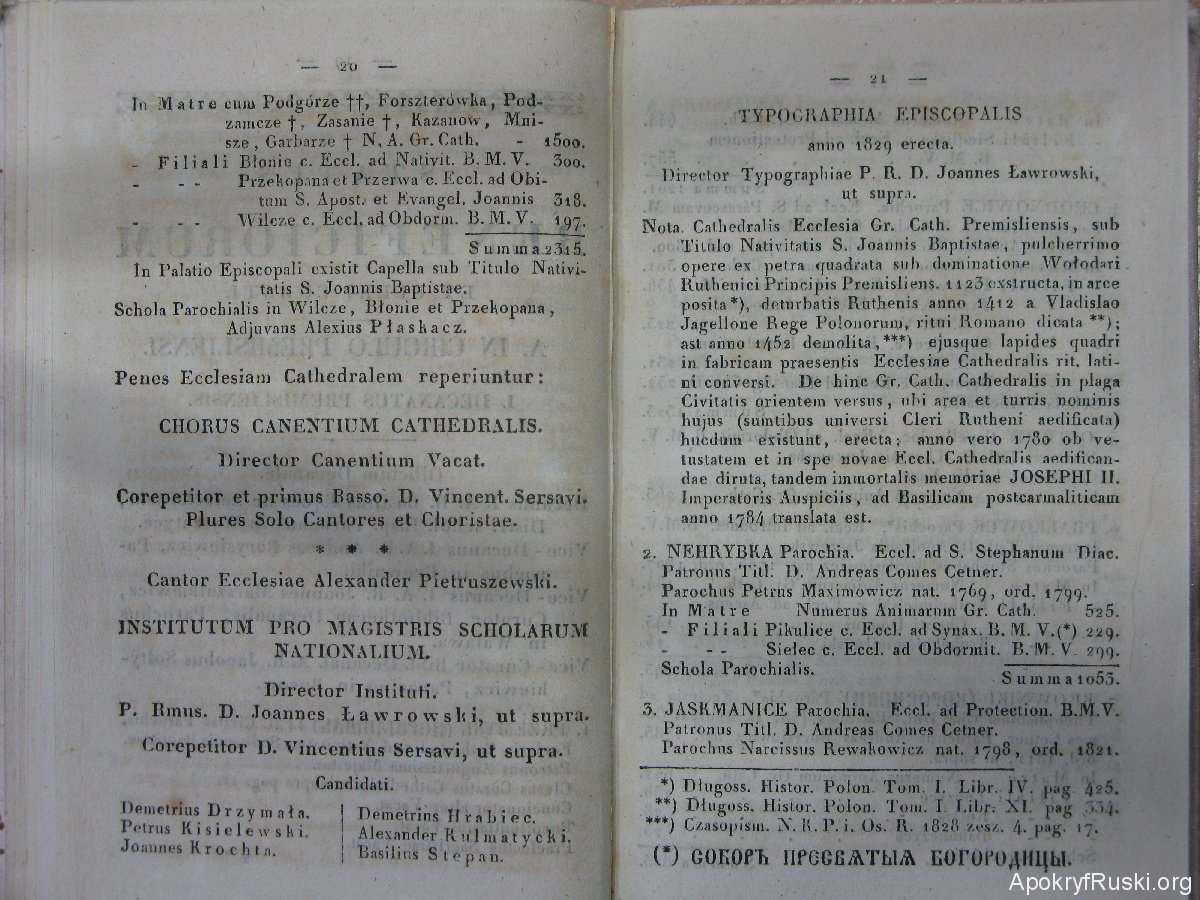 — 20 —
In Matre cum Podgórze ††, Forszterówka, Pod-
zamcze †, Zasanie †, Kazanow, Mni-
sze, Garbarze † N. A. Gr. Cath. - 1500.
- Filiali Błonie c. Eccl. ad Nativit. B. M. V. 300.
- - - Przekopana et Przerwa c. Eccl. ad Obi-
tum S. Apost. et Evangel. Joannis 318.
- - - Wilcze c. Eccl. ad Obdorm. B. M. V. 197.
Summa 2315.
In Palatio Episcopali existit Capella sub Titulo Nativi-
tatis S. Joannis Baptistae.
Schola Parochialis in Wilcze, Błonie et Przekopana,
Adjuvans Alexius Płaskacz.
Penes Ecclesiam Cathedralem reperiuntur:
CHORUS CANENTIUM CATHEDRALIS.
Director Canentium Vacat.
Corepetitor et primus Basso. D. Vincent. Sersavi.
Plures Solo Cantores et Choristae.
* * *
Cantor Ecclesiae Alexander Pietruszewski.
INSTITUTUM PRO MAGISTRIS SCHOLARUM
NATIONALIUM.
Director Instituti.
P. Rmus. D. Joannes Ławrowski, ut supra.
Corepetitor D. Vincentius Sersavi, ut supra.
Candidati.
Demetrius Drzymała.
Petrus Kisielewski.
Joannes Krochta.
Demetrius Hrabiec.
Alexander Kulmatycki.
Basilius Stepan.
— 21 —
TYPOGRAPHIA EPISCOPALIS
anno 1829 erecta.
Director Typographiae P. R. D. Joannes Ławrowski,
ut supra.
Nota. Cathedralis Ecclesia Gr. Cath. Premisliensis, sub
Titulo Nativitatis S. Joannis Baptistae, pulcherrimo
opere ex petra quadrata sub dominatione Wołodari
Ruthenici Principis Premisliens. 1123 exstructa, in arce
posita *), deturbatis Ruthenis anno 1412 a Vladislao
Jagellone Rege Polonorum, ritui Romano dicata **);
ast anno 1452 demolita, ***) ejusque lapides quadri
in fabricam praesentis Ecclesiae Cathedralis rit. lati-
ni conversi. De hinc Gr. Cath. Cathedralis in plaga
Civitatis orientem versus, ubi area et turris nominis
hujus (sumtibus universi Cleri Rutheni aedificata)
hucdum existunt, erecta; anno vero 1780 ob ve-
tustatem et in spe novae Eccl. Cathedralis aedifican-
dae diruta, tandem immortalis memoriae JOSEPHI II.
Imperatoris Auspiciis, ad Basilicam postcarmaliticam
anno 1784 translata est.
2. NEHRYBKA Parochia. Eccl. ad S. Stephanum Diac.
Patronus Titl. D. Andreas Comes Cetner.
Parochus Petrus Maximowicz nat. 1769, ord. 1799.
In Matre Numerus Animarum Gr. Cath. 525.
- Filiali Pikulice c. Eccl. ad Synax. B. M. V. (*) 229.
- - - Sielec c. Eccl. ad Obdormit. B. M. V. 299.
Schola Parochialis. Summa 1053.
3. JASKMANICE Parochia. Eccl. ad Protection. B.M.V.
Patronus Titl. D. Andreas Comes Cetner.
Parochus Narcissus Rewakowicz nat. 1798, ord. 1821.
*) Długoss. Histor. Polon. Tom. I. Libr. IV. pag. 425.
**) Długoss. Histor. Polon. Tom. I. Libr. XI. pag 334.
***) Czasopism. N. K. P. i. Os. R. 1828 zesz. 4. pag. 17.
(*) СОБОРЪ ПРЕСВѦТЫѦ БОГОРОДИЦЫ.
ApokryfRuski.org